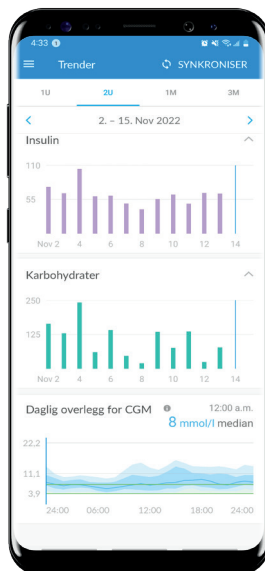 4:33
Trender SYNKRONISER
1U 2U 1M 3M
2. – 15. Nov 2022
Insulin
110
55
Nov 2 4 6 8 10 12 14
Karbohydrater
250
125
Nov 2 4 6 8 10 12 14
Daglig overlegg for CGM 12:00 a.m.
8 mmol/l median
22,2
11.1
3,9
24:00 06:00 12:00 18:00 24:00